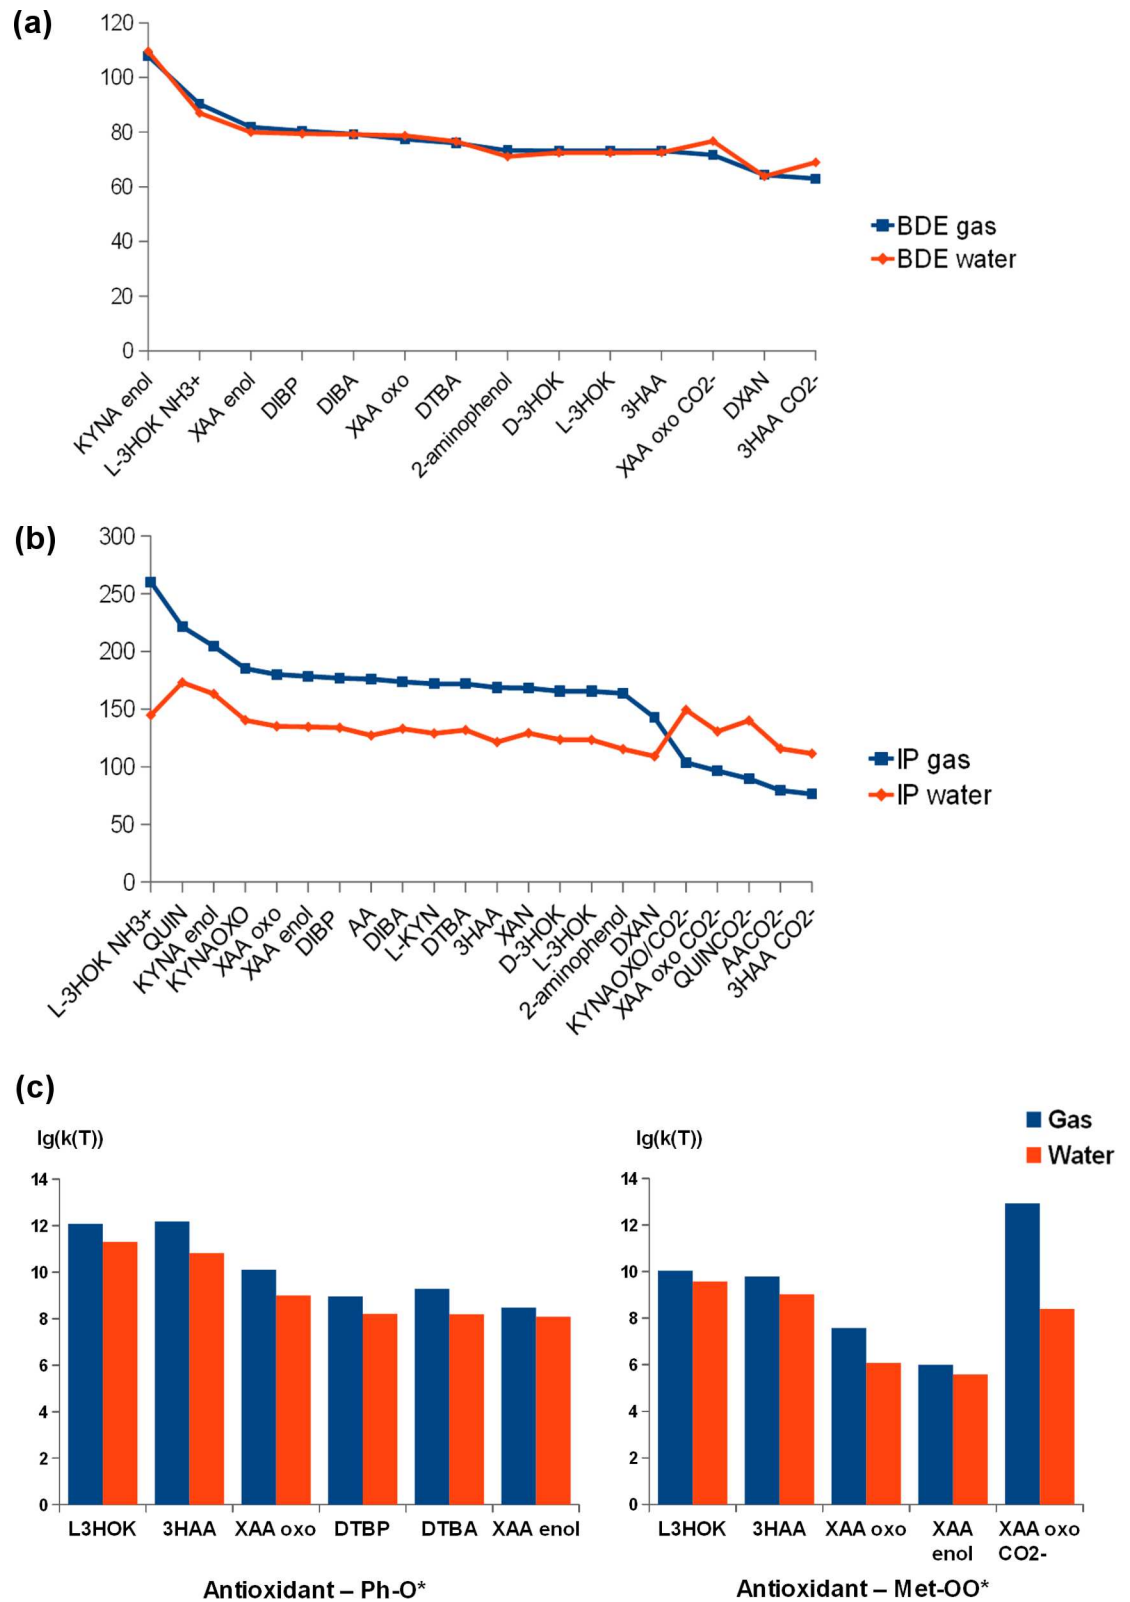 (a)
120
100
80
60
40
20
0
KYNA enol
L-3HOK NH3+
XAA enol
DIBP
DIBA
XAA oxo
DTBA
2-aminophenol
D-3HOK
L-3HOK
3HAA
XAA oxo CO2-
DXAN
3HAA CO2-
BDE gas
BDE water
(b)
300
250
200
150
100
50
0
L-3HOK NH3+
QUIN
KYNA enol
KYNAOXO
XAA oxo
XAA enol
DIBP
AA
DIBA
L-KYN
DTBA
3HAA
XAN
D-3HOK
L-3HOK
2-aminophenol
DXAN
KYNAOXO/CO2-
XAA oxo CO2-
QUINCO2-
AACO2-
3HAA CO2-
IP gas
IP water
(c)
lg(k(T))
14
12
10
8
6
4
2
0
L3HOK 3HAA XAA oxo DTBP DTBA XAA enol
Antioxidant – Ph-O*
lg(k(T))
Gas
Water
14
12
10
8
6
4
2
0
L3HOK 3HAA XAA oxo XAA XAA oxo
enol CO2-
Antioxidant – Met-OO*